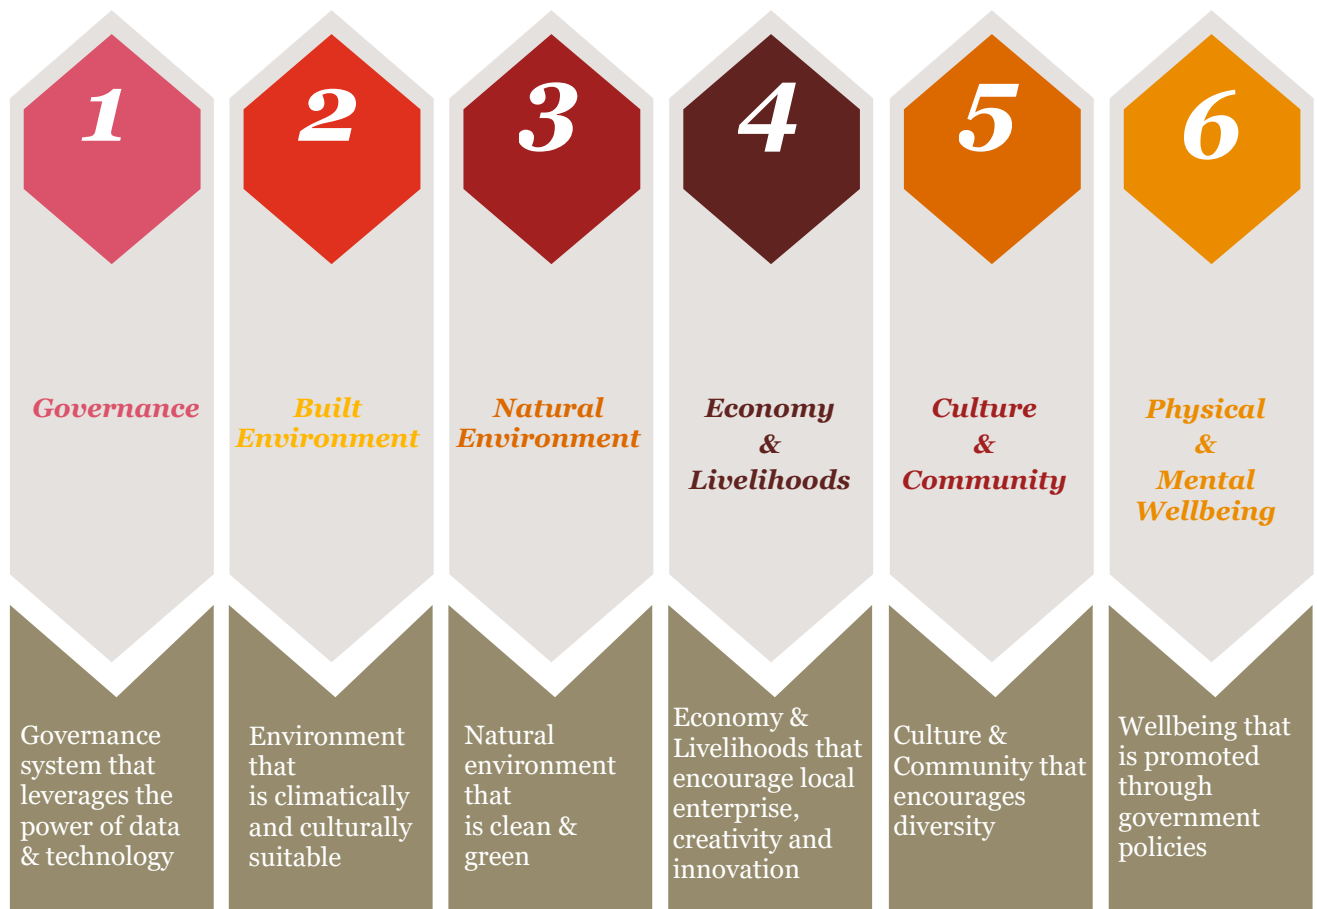 1
Governance
Governance
system that
leverages the
power of data
& technology
2
Built
Environment
Environment
that
is climatically
and culturally
suitable
3
Natural
Environment
Natural
environment
that
is clean &
green
4
Economy
&
Livelihoods
Economy &
Livelihoods that
encourage local
enterprise,
creativity and
innovation
5
Culture
&
Community
Culture &
Community that
encourages
diversity
6
Physical
&
Mental
Wellbeing
Wellbeing that
is promoted
through
government
policies